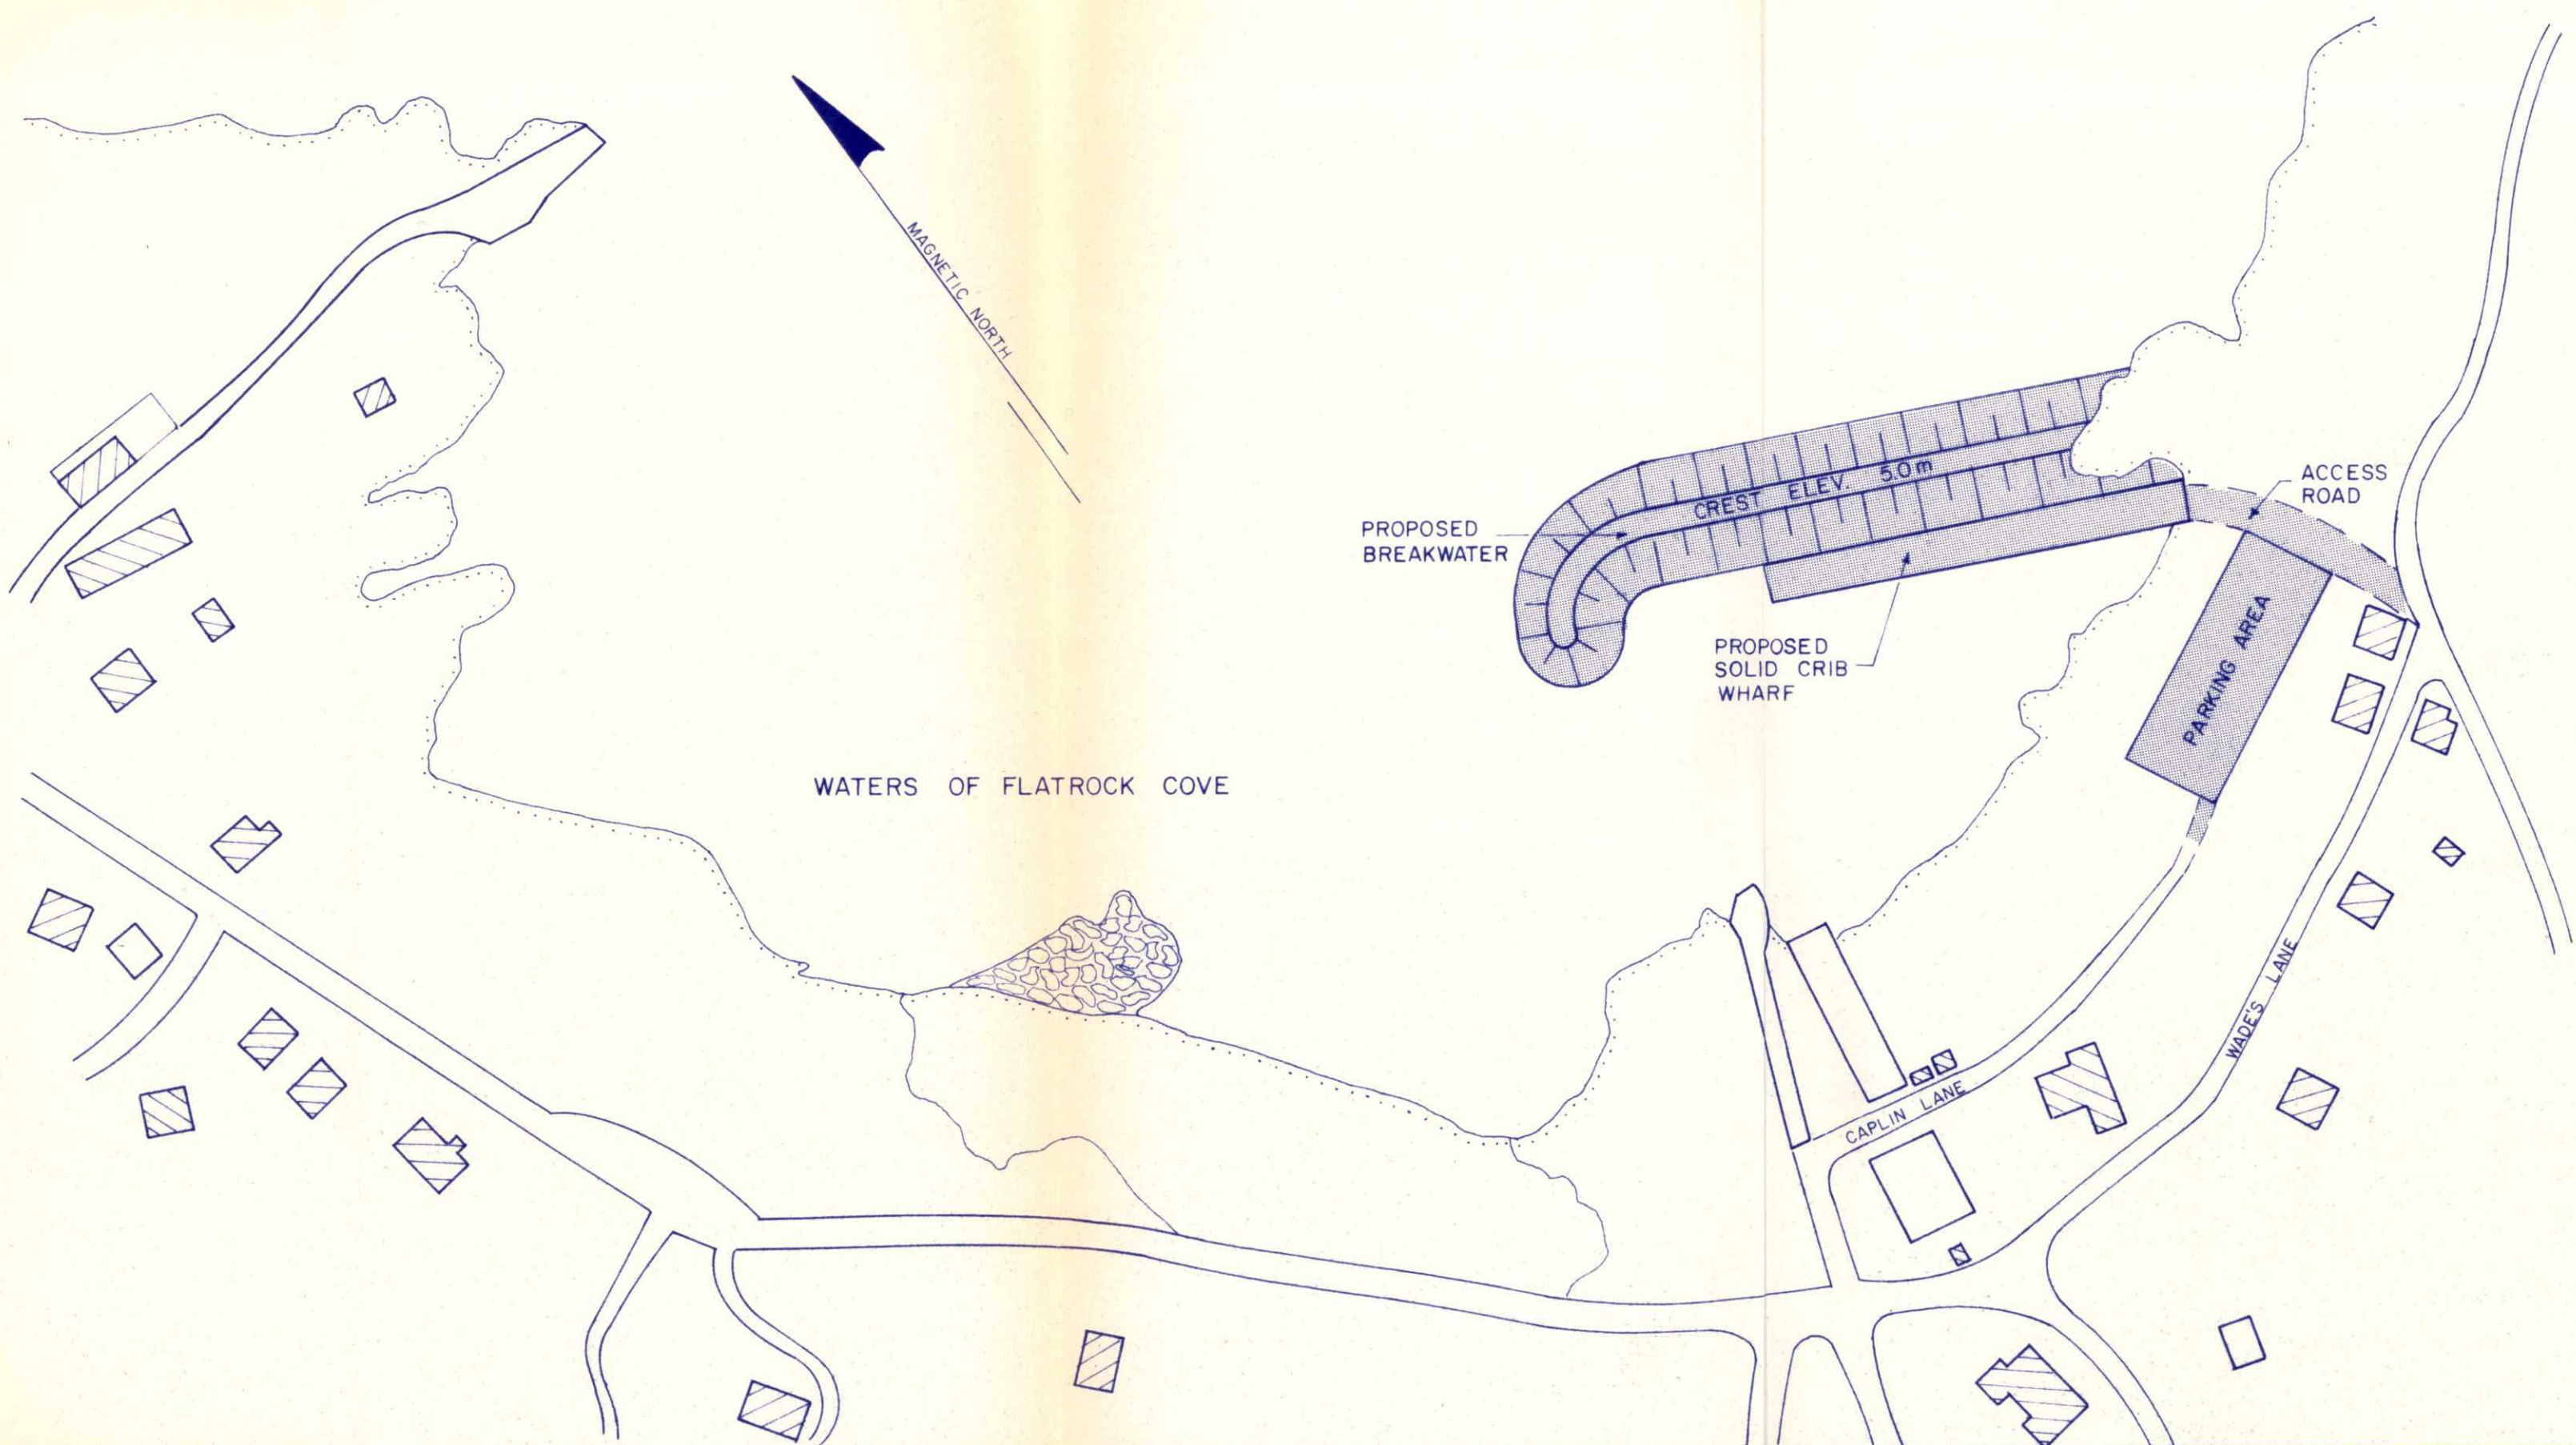 MAGNETIC NORTH
CREST ELEV. 5.0m
ACCESS
ROAD
PROPOSED
BREAKWATER
PROPOSED
SOLID CRIB
WHARF
PARKING AREA
WATERS OF FLATROCK COVE
WADE'S LANE
CAPLIN LANE